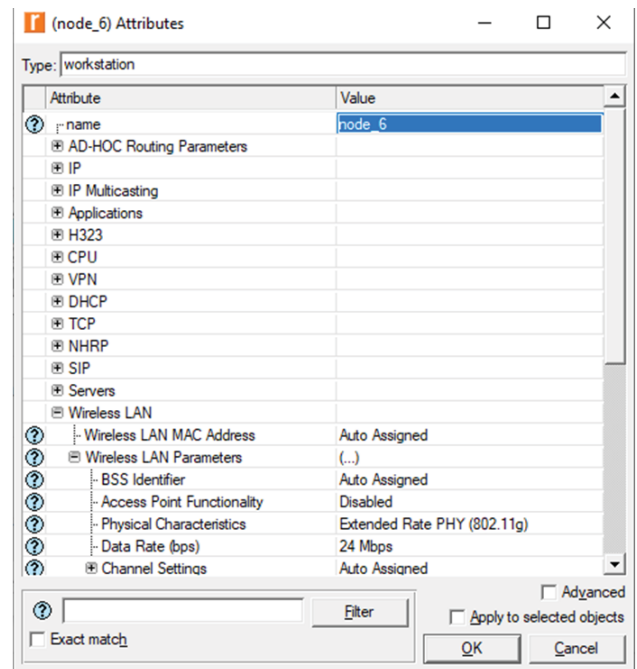 (node_6) Attributes
Type: workstation
Attribute Value
name node_6
AD-HOC Routing Parameters
IP
IP Multicasting
Applications
H323
CPU
VPN
DHCP
TCP
NHRP
SIP
Servers
Wireless LAN
Wireless LAN MAC Address Auto Assigned
Wireless LAN Parameters (...)
BSS Identifier Auto Assigned
Access Point Functionality Disabled
Physical Characteristics Extended Rate PHY (802.11g)
Data Rate (bps) 24 Mbps
Channel Settings Auto Assigned
Advanced
Filter Apply to selected objects
Exact match OK Cancel